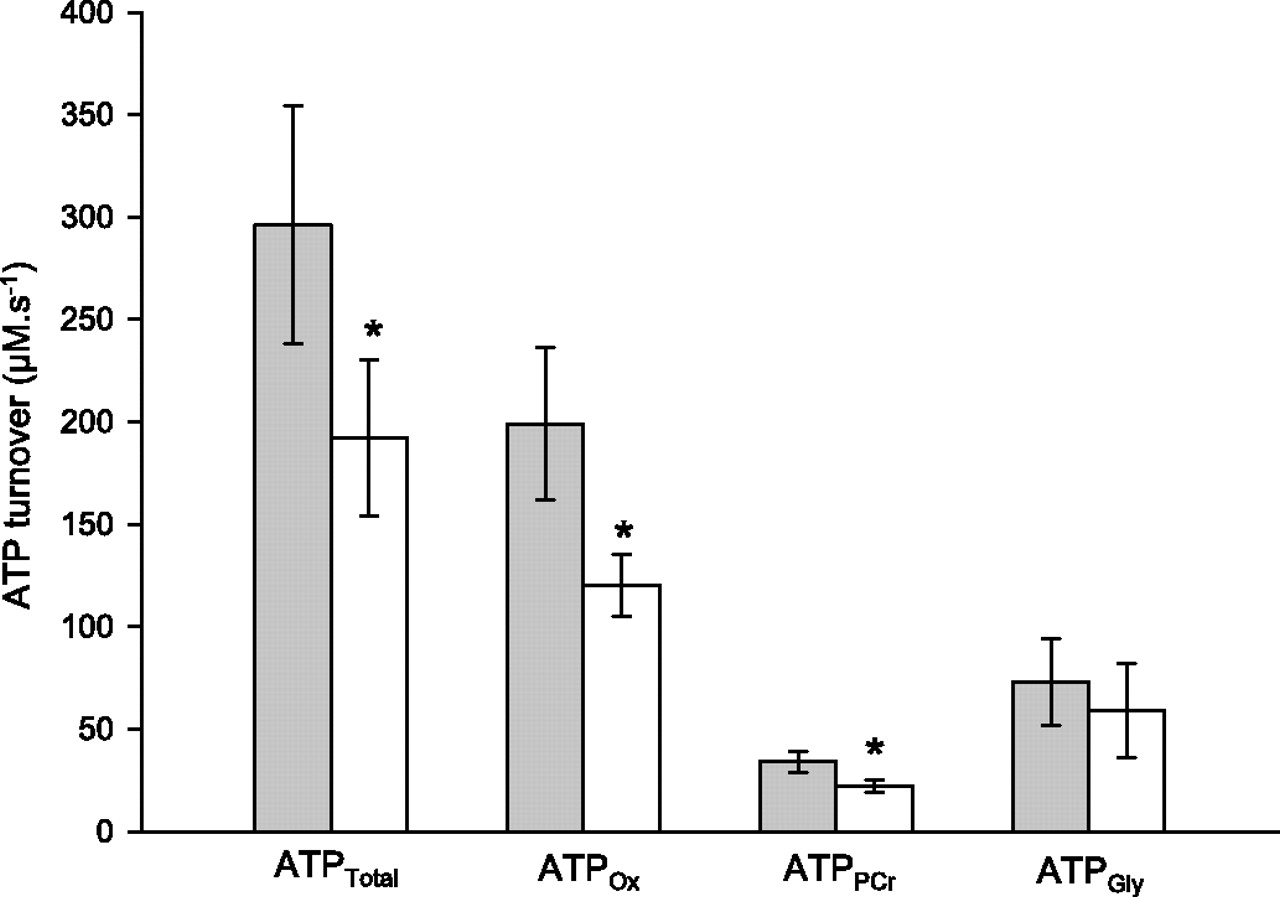 400
350
300
250
200
150
100
50
0
ATP turnover (µM.s-1)
*
*
*
ATPTotal
ATPOx
ATPPCr
ATPGly